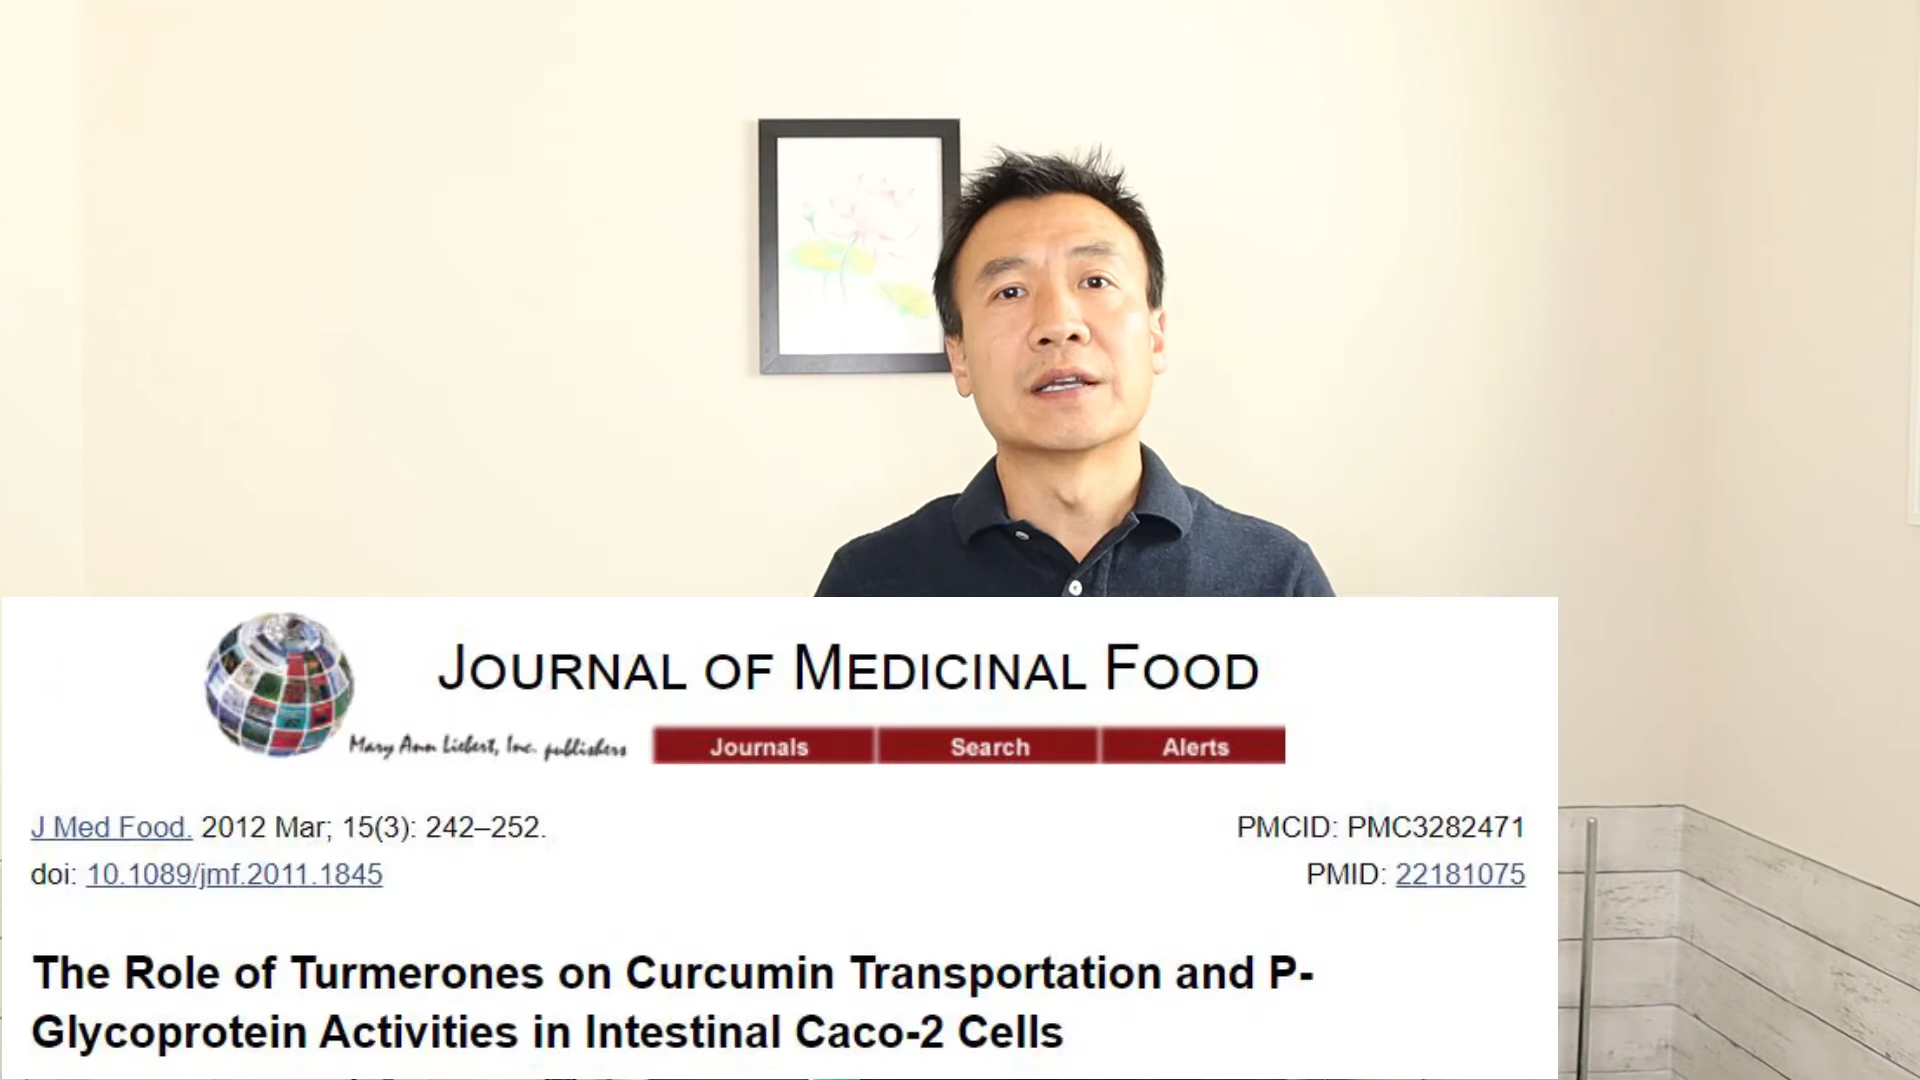 JOURNAL OF MEDICINAL FOOD
Mary Ann Liebert, Inc. publishers
Journals Search Alerts
J Med Food. 2012 Mar; 15(3): 242–252.
PMCID: PMC3282471
doi: 10.1089/jmf.2011.1845
PMID: 22181075
The Role of Turmerones on Curcumin Transportation and P-
Glycoprotein Activities in Intestinal Caco-2 Cells